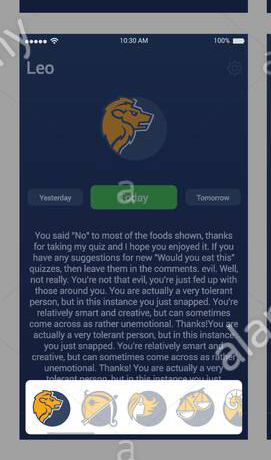 10:30 AM
100%
Leo
Yesterday
Today
Tomorrow
You said "No" to most of the foods shown, thanks
for taking my quiz and I hope you enjoyed it. If you
have any suggestions for new "Would you eat this"
quizzes, then leave them in the comments. evil. Well,
not really. You're not that evil, you're just fed up with
those around you. You are actually a very tolerant
person, but in this instance you just snapped. You're
relatively smart and creative, but can sometimes
come across as rather unemotional. Thanks!You are
actually a very tolerant person, but in this instance
you just snapped. You're relatively smart and
creative, but can sometimes come across as rather
unemotional. Thanks! You are actually a very
tolerant person, but in this instance you just
a
a